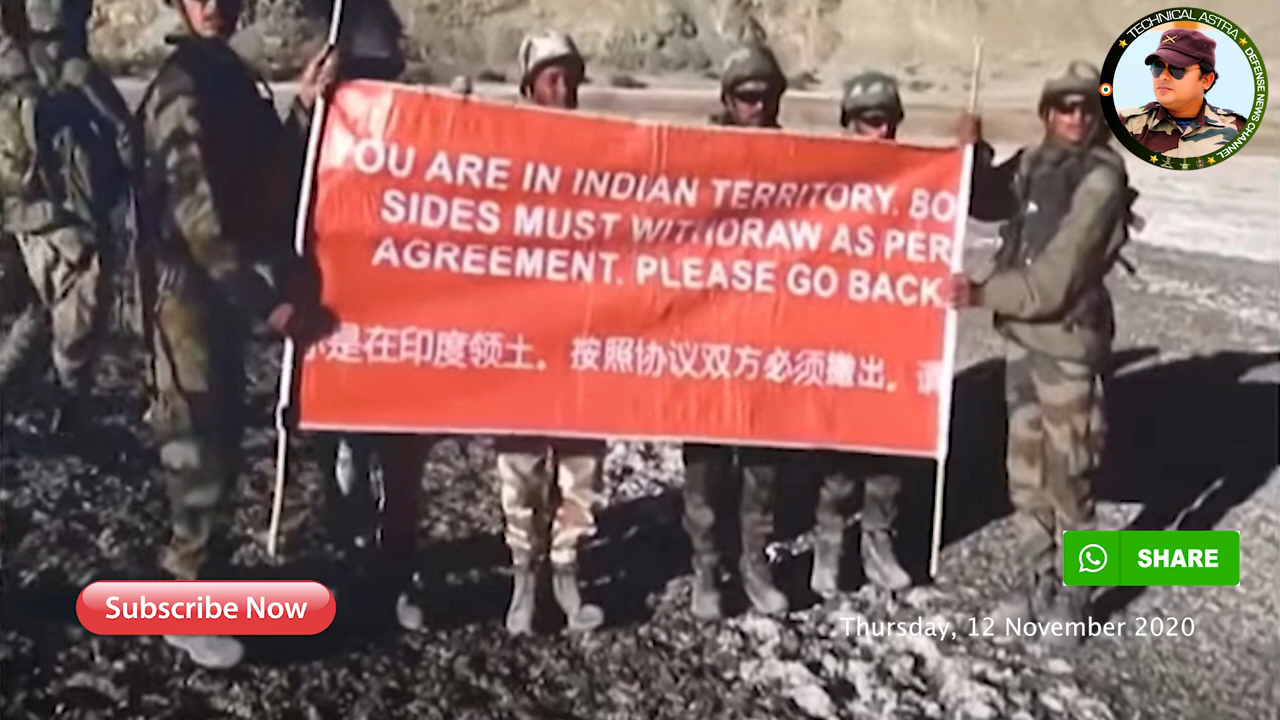 TECHNICAL ASTRA
DEFENSE NEWS CHANNEL
YOU ARE IN INDIAN TERRITORY. BO
SIDES MUST WITHDRAW AS PER
AGREEMENT. PLEASE GO BACK
是在印度领土。按照协议双方必须撤出。
SHARE
Subscribe Now
Thursday, 12 November 2020